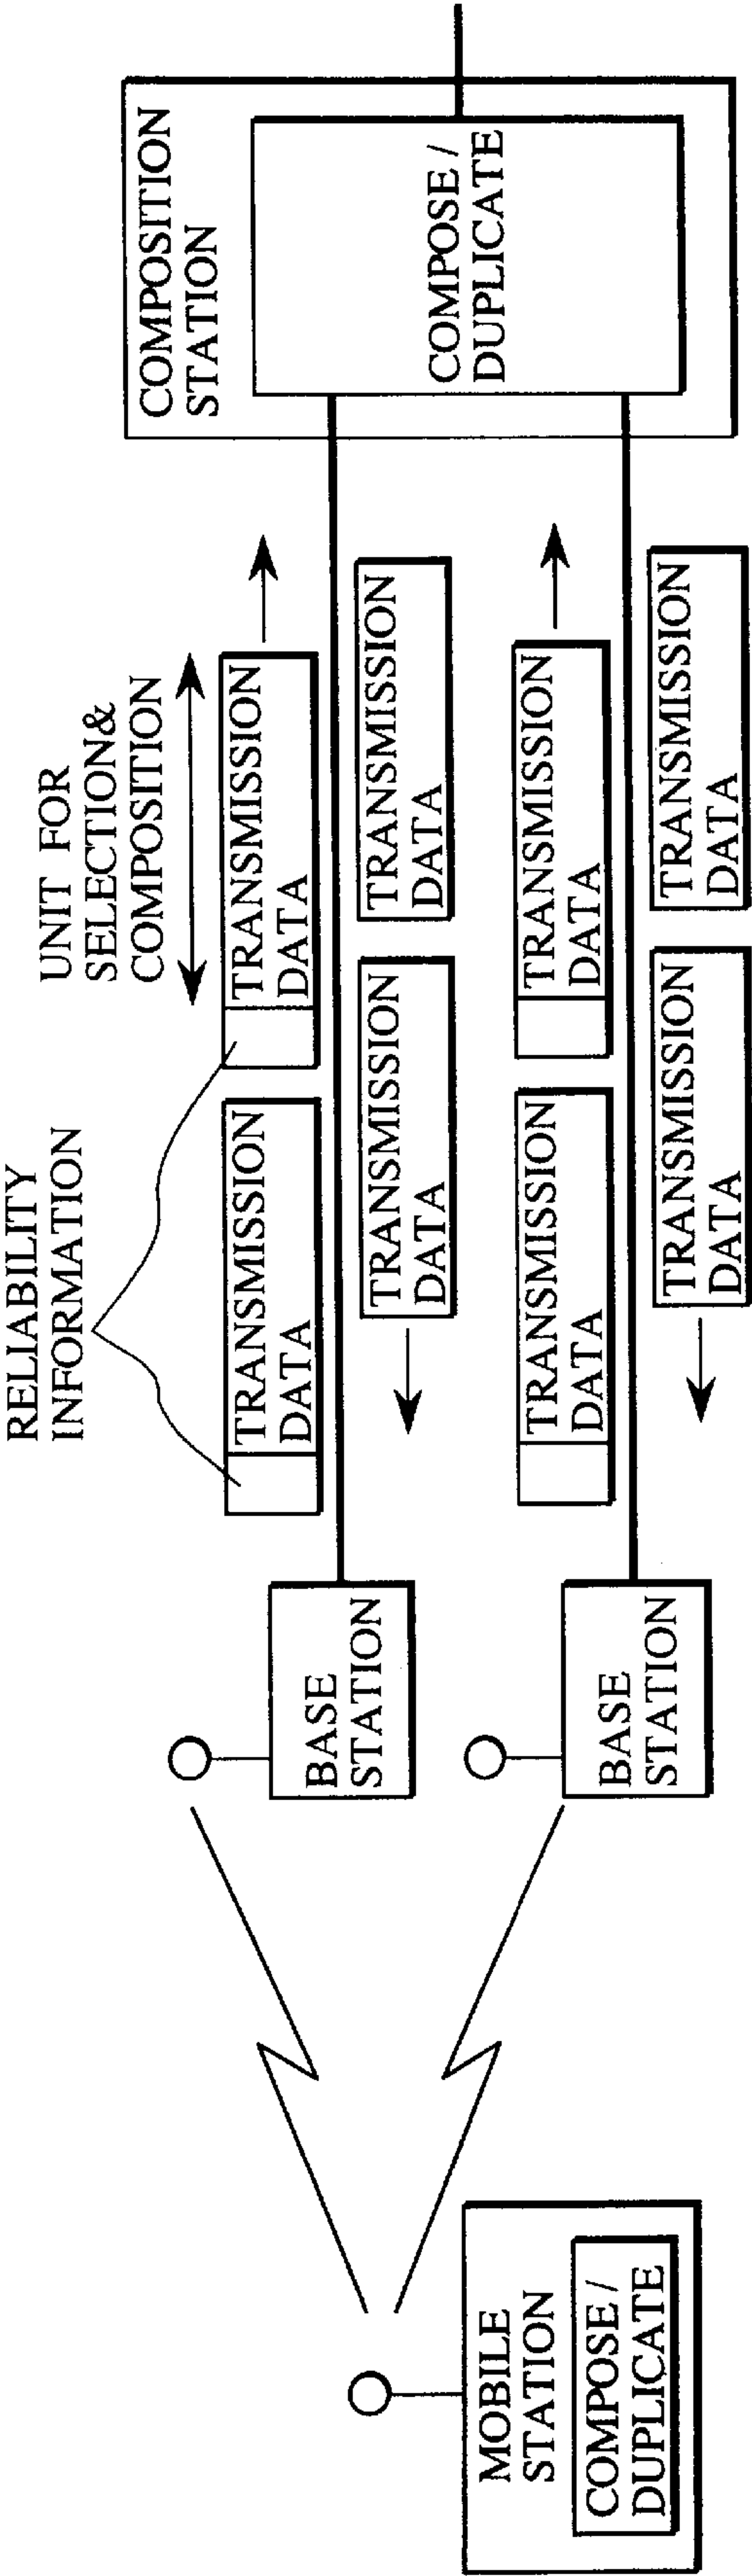 RELIABILITY
INFORMATION
UNIT FOR
SELECTION&
COMPOSITION
TRANSMISSION
DATA
TRANSMISSION
DATA
TRANSMISSION
DATA
TRANSMISSION
DATA
TRANSMISSION
DATA
TRANSMISSION
DATA
TRANSMISSION
DATA
TRANSMISSION
DATA
MOBILE
STATION
COMPOSE /
DUPLICATE
BASE
STATION
BASE
STATION
COMPOSITION
STATION
COMPOSE /
DUPLICATE